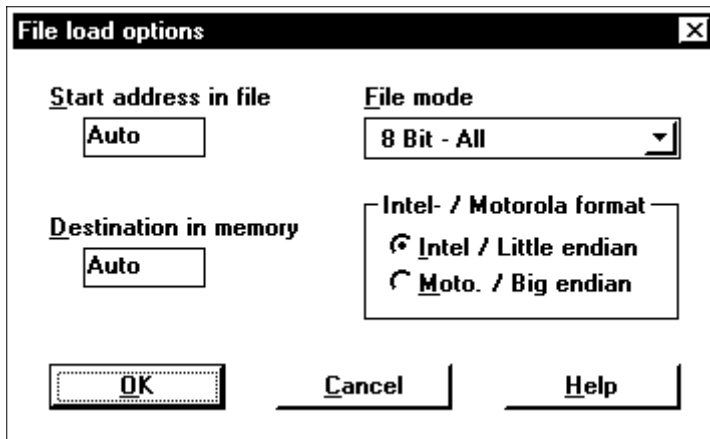 File load options
Start address in file
Auto
File mode
8 Bit - All
Destination in memory
Auto
Intel- / Motorola format
Intel / Little endian
Moto. / Big endian
OK
Cancel
Help